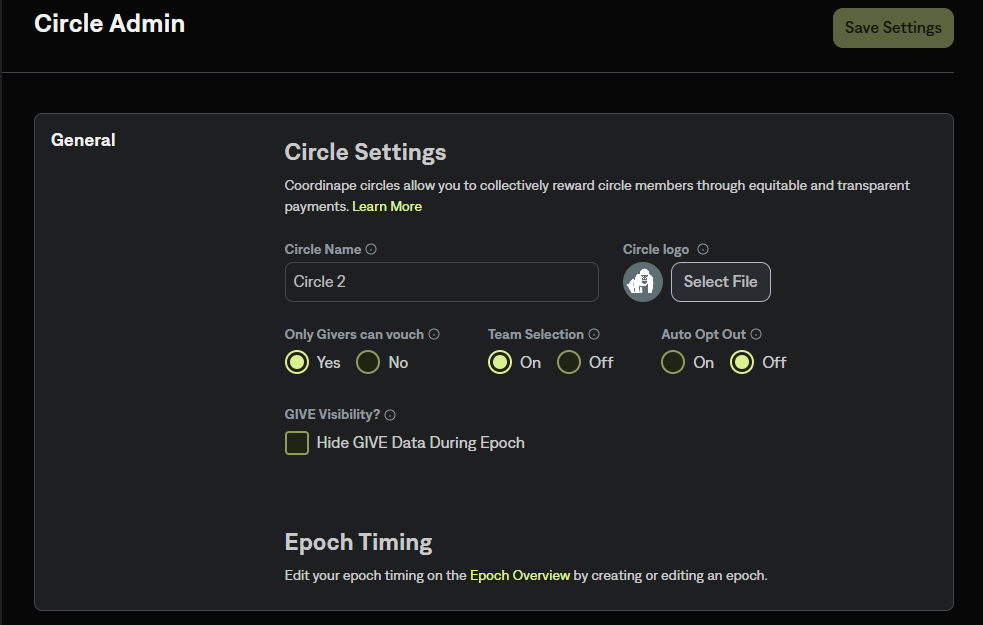 Circle Admin
Save Settings
General
Circle Settings
Coordinape circles allow you to collectively reward circle members through equitable and transparent
payments. Learn More
Circle Name
Circle logo
Circle 2
Select File
Only Givers can vouch
Team Selection
Auto Opt Out
Yes No
On Off
On Off
GIVE Visibility?
Hide GIVE Data During Epoch
Epoch Timing
Edit your epoch timing on the Epoch Overview by creating or editing an epoch.